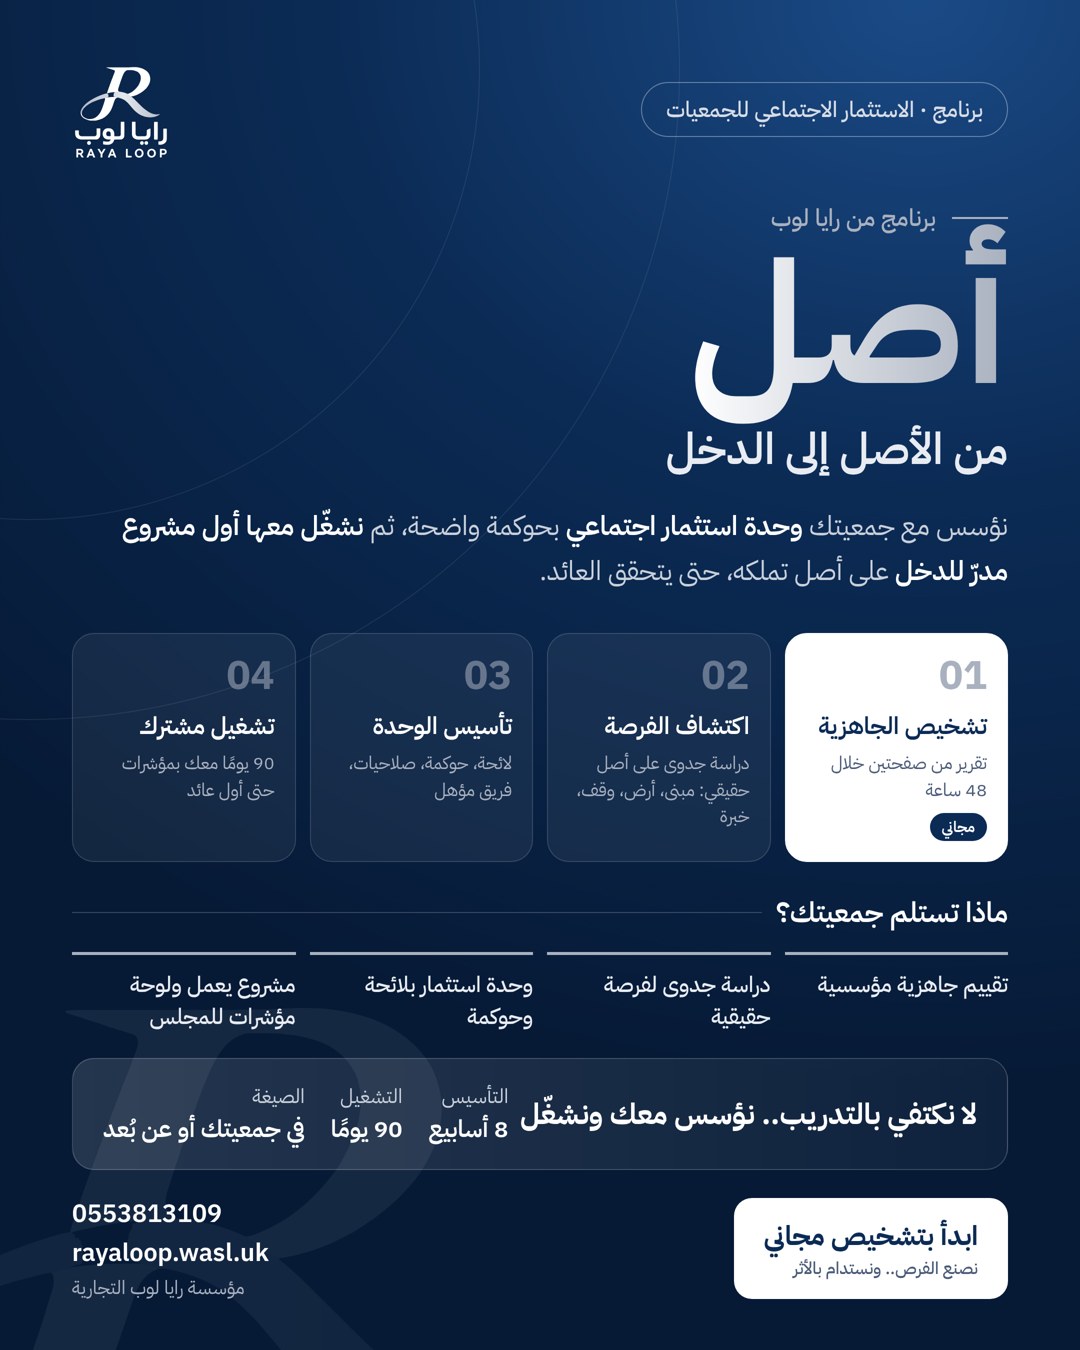 برنامج · الاستثمار الاجتماعي للجمعيات
رايا لوب
RAYA LOOP
برنامج من رايا لوب
أصل
من الأصل إلى الدخل
نؤسس مع جمعيتك وحدة استثمار اجتماعي بحوكمة واضحة، ثم نشغّل معها أول مشروع
مدرّ للدخل على أصل تملكه، حتى يتحقق العائد.
01
تشخيص الجاهزية
تقرير من صفحتين خلال
48 ساعة
مجاني
02
اكتشاف الفرصة
دراسة جدوى على أصل
حقيقي: مبنى، أرض، وقف،
خبرة
03
تأسيس الوحدة
لائحة، حوكمة، صلاحيات،
فريق مؤهل
04
تشغيل مشترك
90 يومًا معك بمؤشرات
حتى أول عائد
ماذا تستلم جمعيتك؟
تقييم جاهزية مؤسسية
دراسة جدوى لفرصة
حقيقية
وحدة استثمار بلائحة
وحوكمة
مشروع يعمل ولوحة
مؤشرات للمجلس
لا نكتفي بالتدريب.. نؤسس معك ونشغّل
التأسيس
8 أسابيع
التشغيل
90 يومًا
الصيغة
في جمعيتك أو عن بُعد
ابدأ بتشخيص مجاني
نصنع الفرص.. ونستدام بالأثر
0553813109
rayaloop.wasl.uk
مؤسسة رايا لوب التجارية